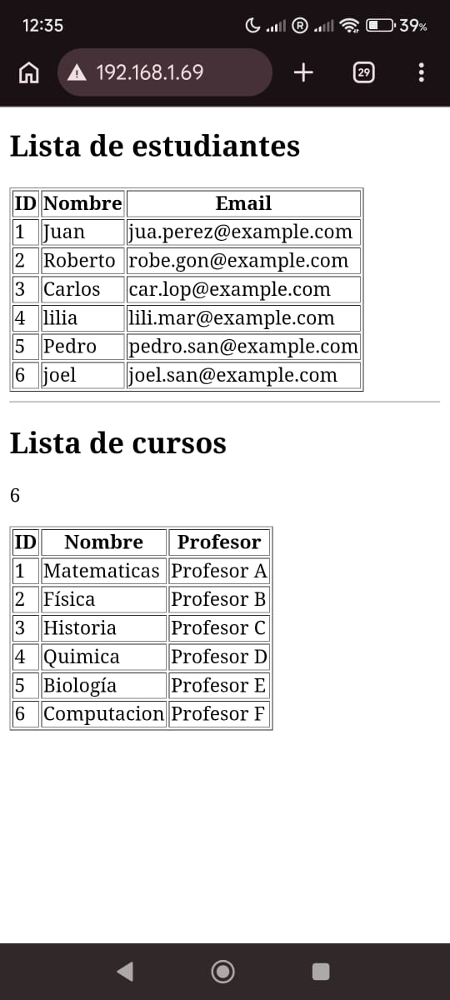 12:35 R 39%
192.168.1.69 29
Lista de estudiantes
ID Nombre Email
1 Juan jua.perez@example.com
2 Roberto robe.gon@example.com
3 Carlos car.lop@example.com
4 lilia lili.mar@example.com
5 Pedro pedro.san@example.com
6 joel joel.san@example.com
Lista de cursos
6
ID Nombre Profesor
1 Matematicas Profesor A
2 Física Profesor B
3 Historia Profesor C
4 Quimica Profesor D
5 Biología Profesor E
6 Computacion Profesor F